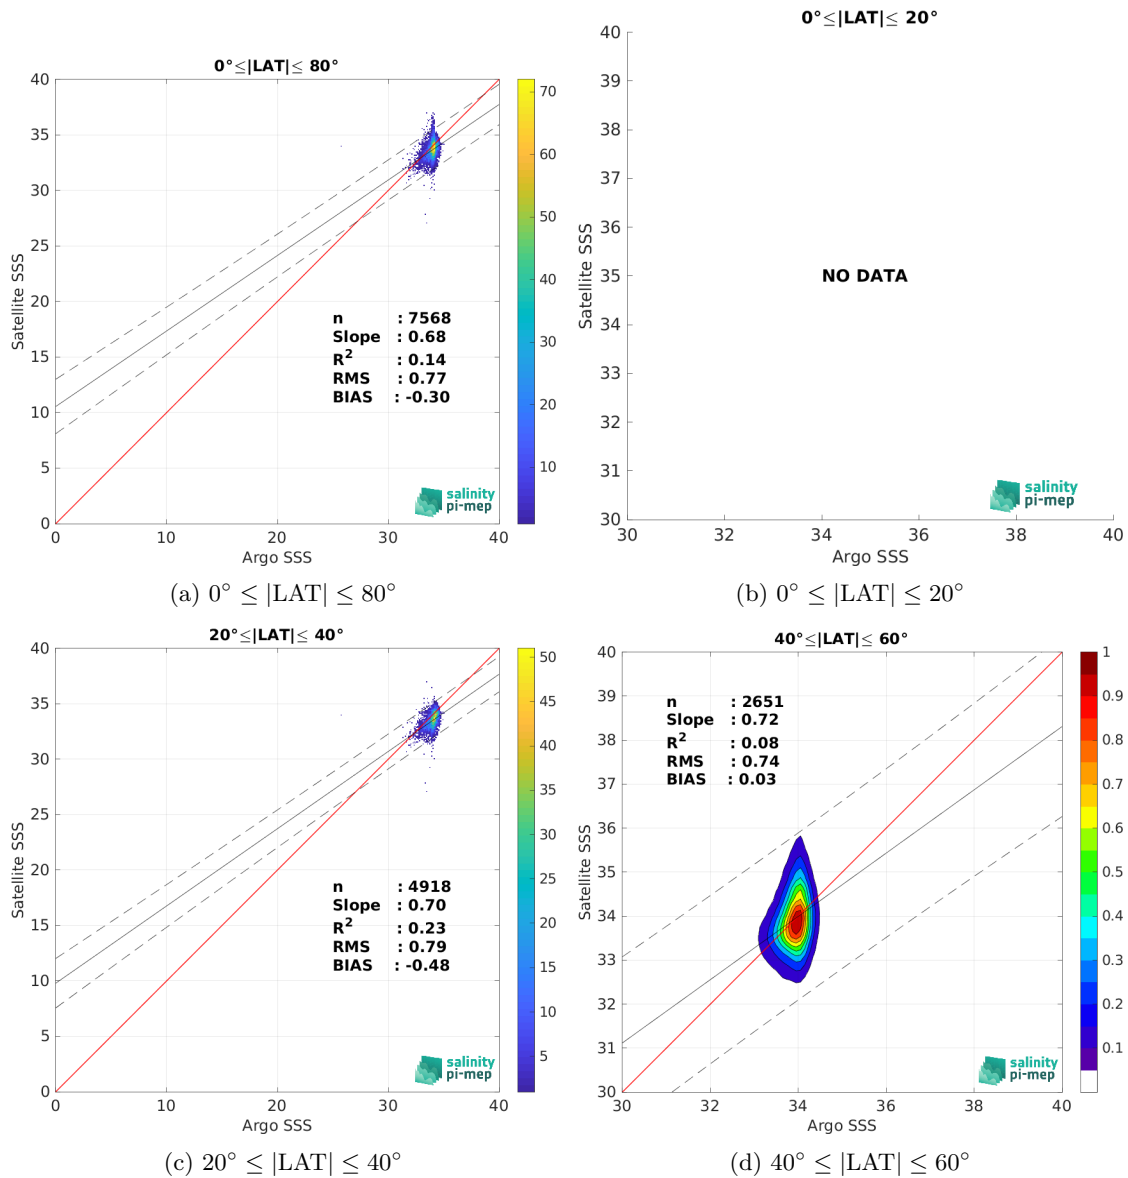 0°≤|LAT|≤ 80°
40
35
30
25
20
15
10
5
0
0
10
20
30
40
70
60
50
40
30
20
10
Satellite SSS
Argo SSS
n : 7568
Slope : 0.68
R² : 0.14
RMS : 0.77
BIAS : -0.30
salinity
pi-mep
(a) 0° ≤ |LAT| ≤ 80°
0°≤|LAT|≤ 20°
40
39
38
37
36
35
34
33
32
31
30
30
32
34
36
38
40
Satellite SSS
Argo SSS
NO DATA
salinity
pi-mep
(b) 0° ≤ |LAT| ≤ 20°
20°≤|LAT|≤ 40°
40
35
30
25
20
15
10
5
0
0
10
20
30
40
50
45
40
35
30
25
20
15
10
5
Satellite SSS
Argo SSS
n : 4918
Slope : 0.70
R² : 0.23
RMS : 0.79
BIAS : -0.48
salinity
pi-mep
(c) 20° ≤ |LAT| ≤ 40°
40°≤|LAT|≤ 60°
40
39
38
37
36
35
34
33
32
31
30
30
32
34
36
38
40
1
0.9
0.8
0.7
0.6
0.5
0.4
0.3
0.2
0.1
Satellite SSS
Argo SSS
n : 2651
Slope : 0.72
R² : 0.08
RMS : 0.74
BIAS : 0.03
salinity
pi-mep
(d) 40° ≤ |LAT| ≤ 60°